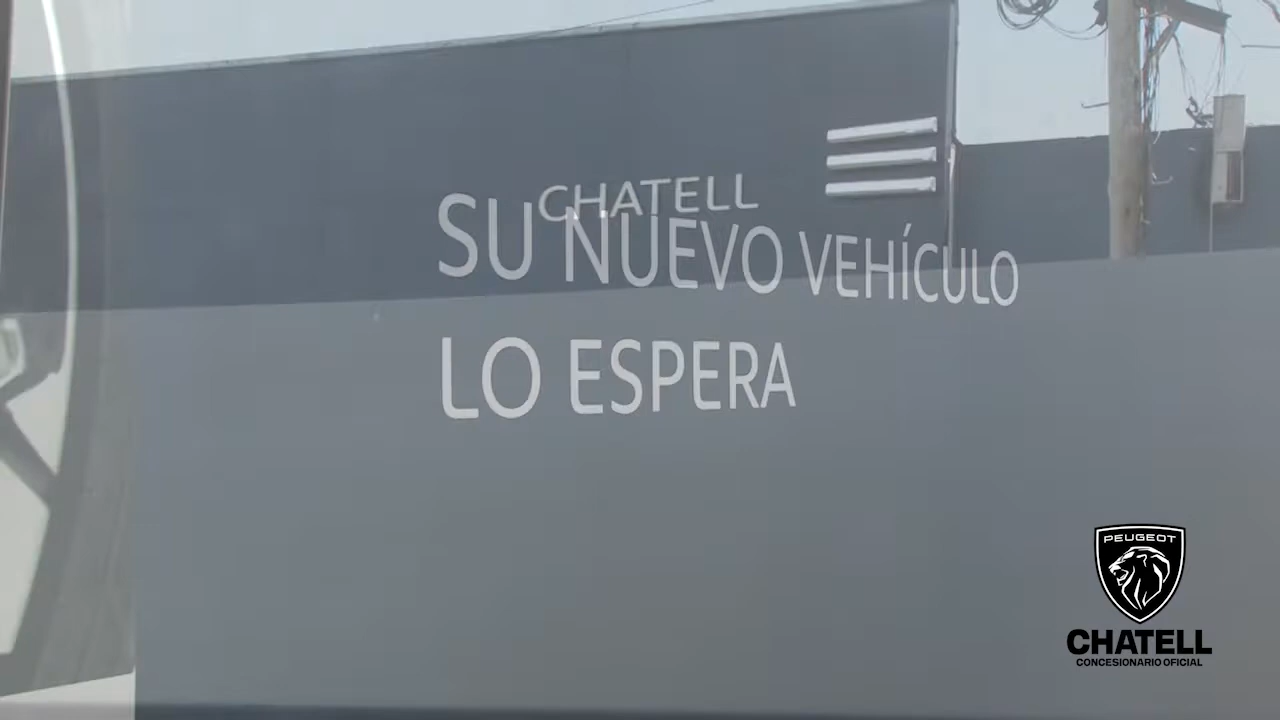 CHATELL
SU NUEVO VEHÍCULO
LO ESPERA
PEUGEOT
CHATELL
CONCESIONARIO OFICIAL